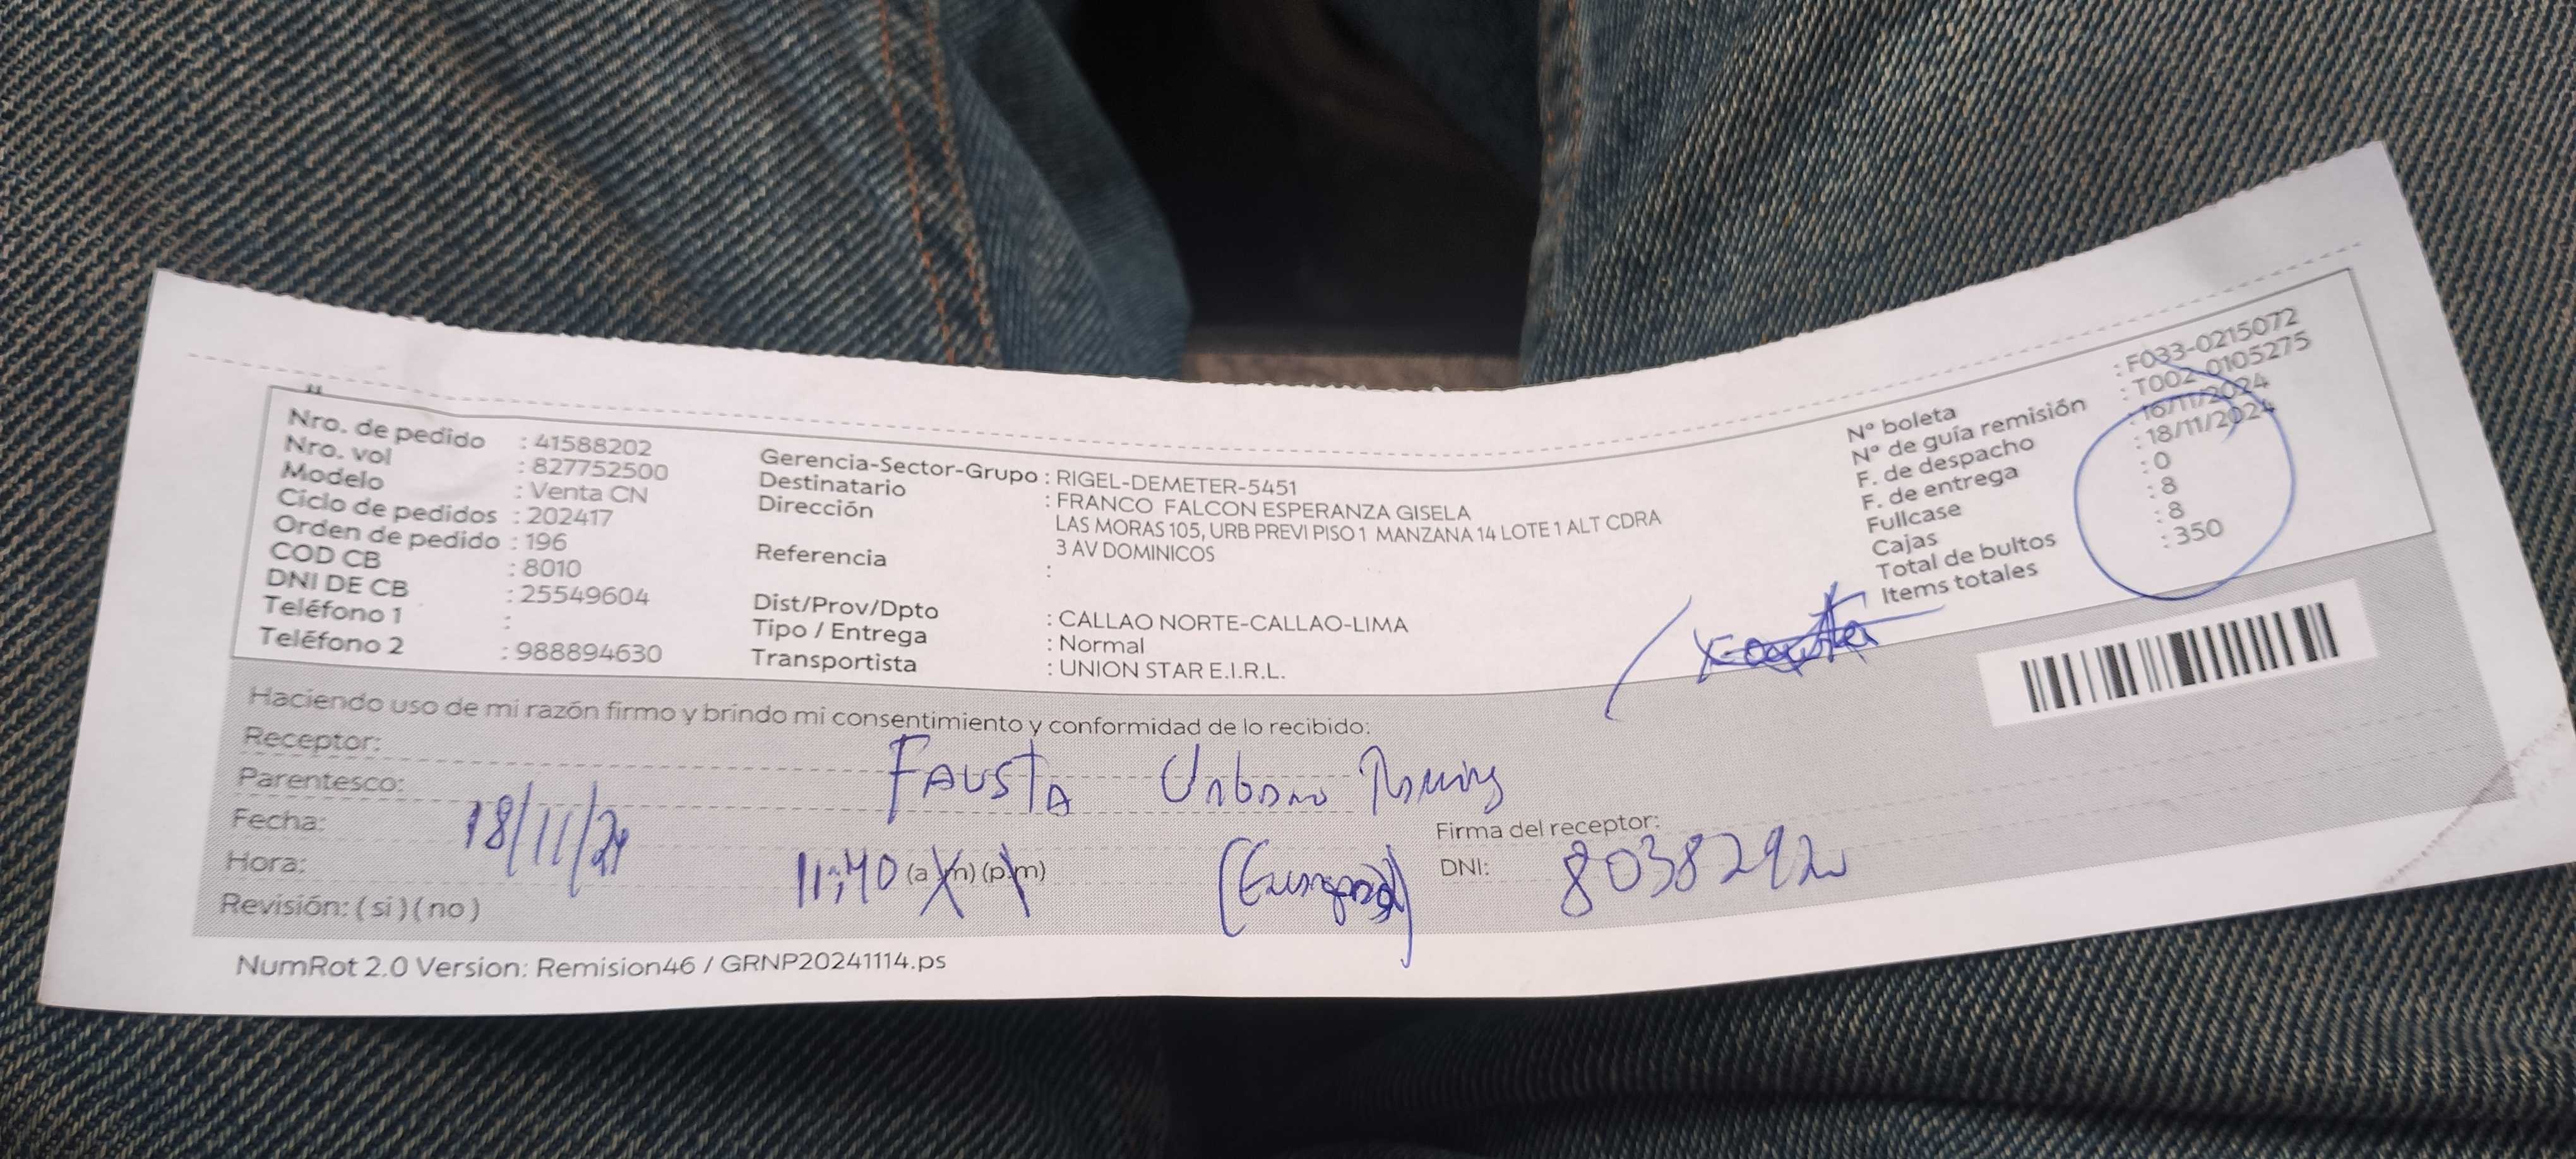 Nro. de pedido : 41588202
Nro. vol : 827752500
Modelo : Venta CN
Ciclo de pedidos : 202417
Orden de pedido : 196
COD CB : 8010
DNI DE CB : 25549604
Teléfono 1 :
Teléfono 2 : 988894630
Gerencia-Sector-Grupo : RIGEL-DEMETER-5451
Destinatario : FRANCO FALCON ESPERANZA GISELA
Dirección : LAS MORAS 105, URB PREVI PISO 1 MANZANA 14 LOTE 1 ALT CDRA
3 AV DOMINICOS
Referencia :
Dist/Prov/Dpto : CALLAO NORTE-CALLAO-LIMA
Tipo / Entrega : Normal
Transportista : UNION STAR E.I.R.L.
N° boleta : F033-0215072
N° de guía remisión : T002-0105275
F. de despacho : 16/11/2024
F. de entrega : 18/11/2024
Fullcase : 0
Cajas : 8
Total de bultos : 8
Items totales : 350
Haciendo uso de mi razón firmo y brindo mi consentimiento y conformidad de lo recibido:
Receptor: FAUSTA Urbano
Parentesco:
Fecha: 18/11/24
Hora: 11:40 (a.m) (p.m)
Firma del receptor:
DNI: 8038292
Revisión: ( si ) ( no )
NumRot 2.0 Version: Remision46 / GRNP20241114.ps